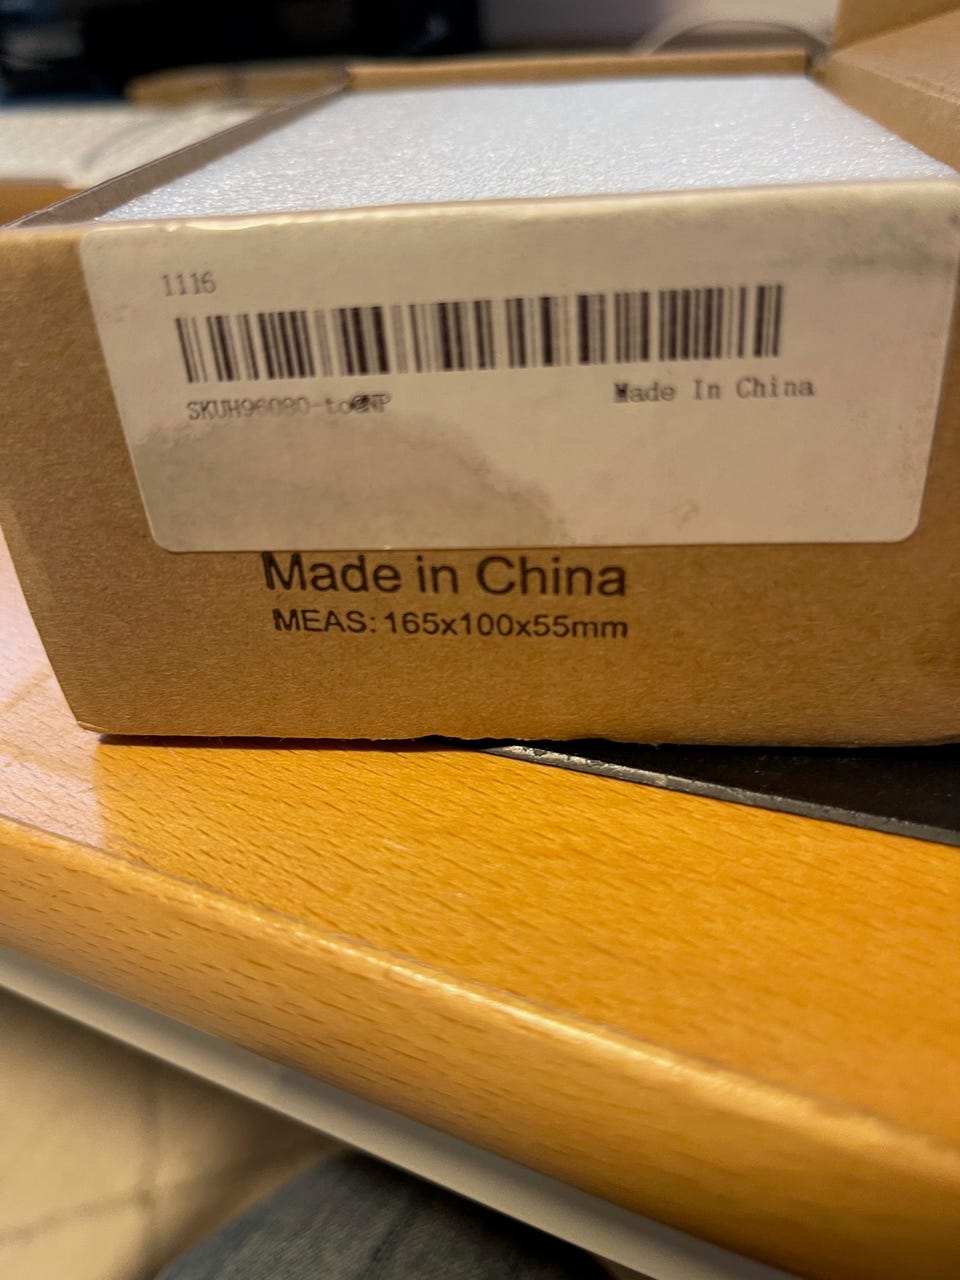 1116
Made In China
Made in China
MEAS: 165x100x55mm